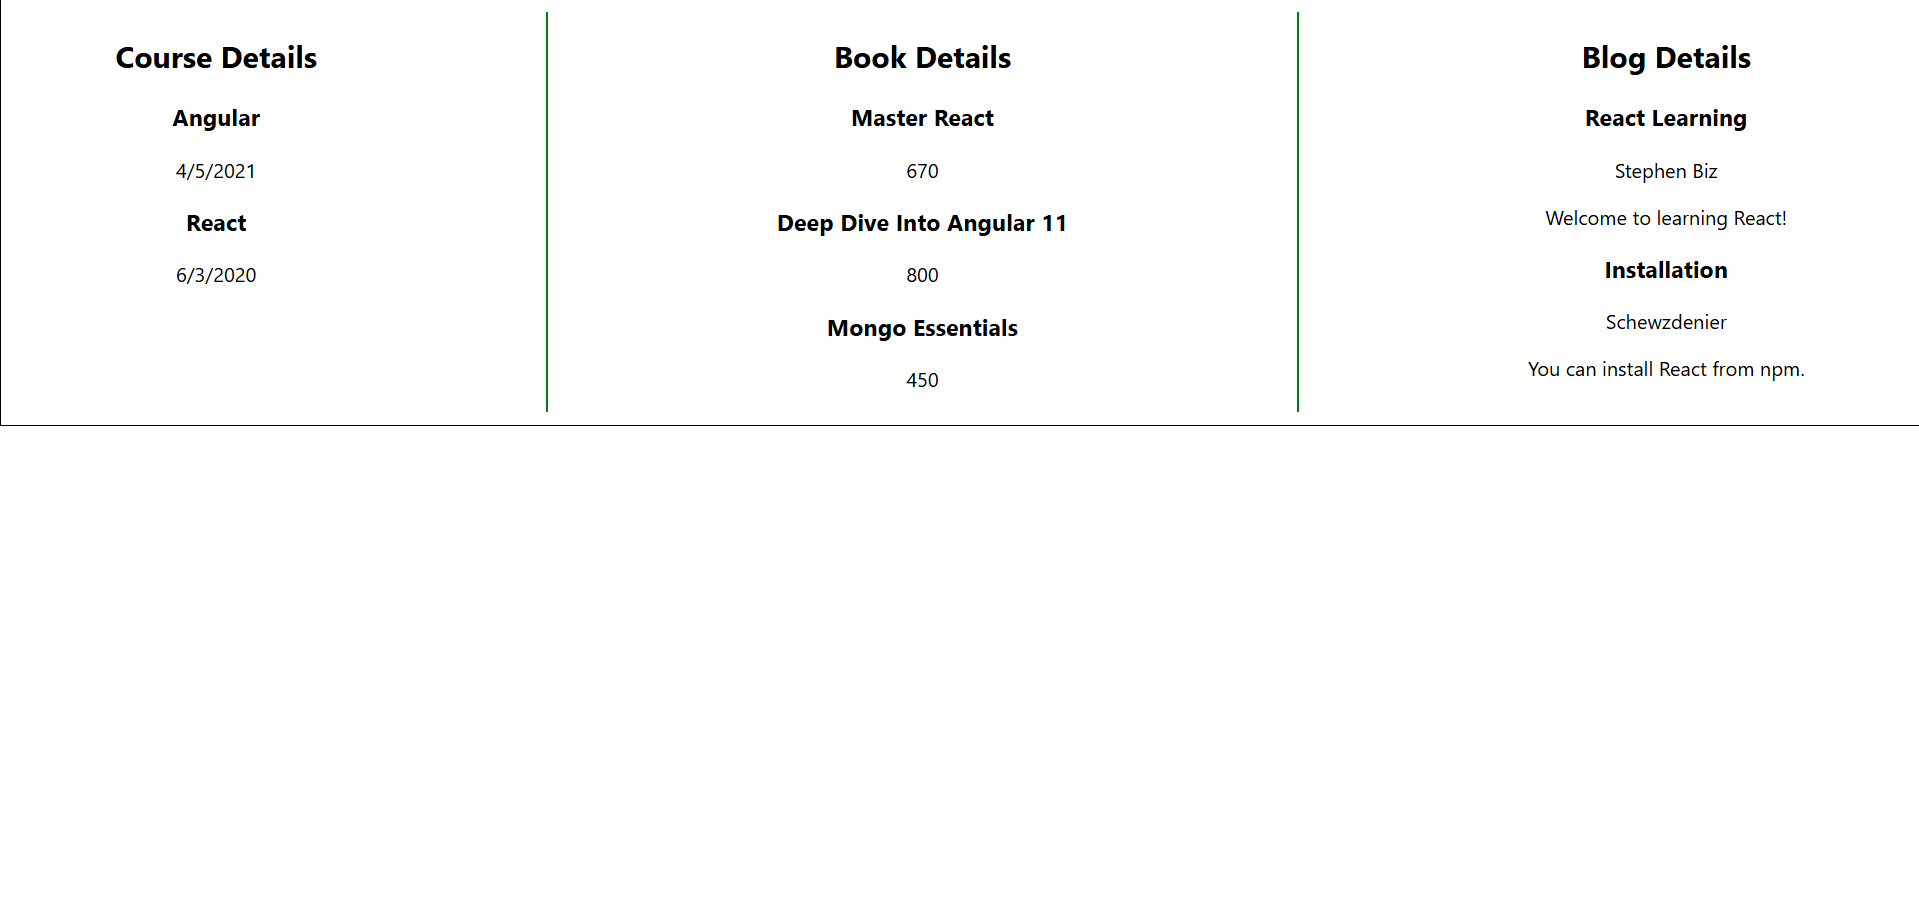 Course Details
Angular
4/5/2021
React
6/3/2020
Book Details
Master React
670
Deep Dive Into Angular 11
800
Mongo Essentials
450
Blog Details
React Learning
Stephen Biz
Welcome to learning React!
Installation
Schewzdenier
You can install React from npm.